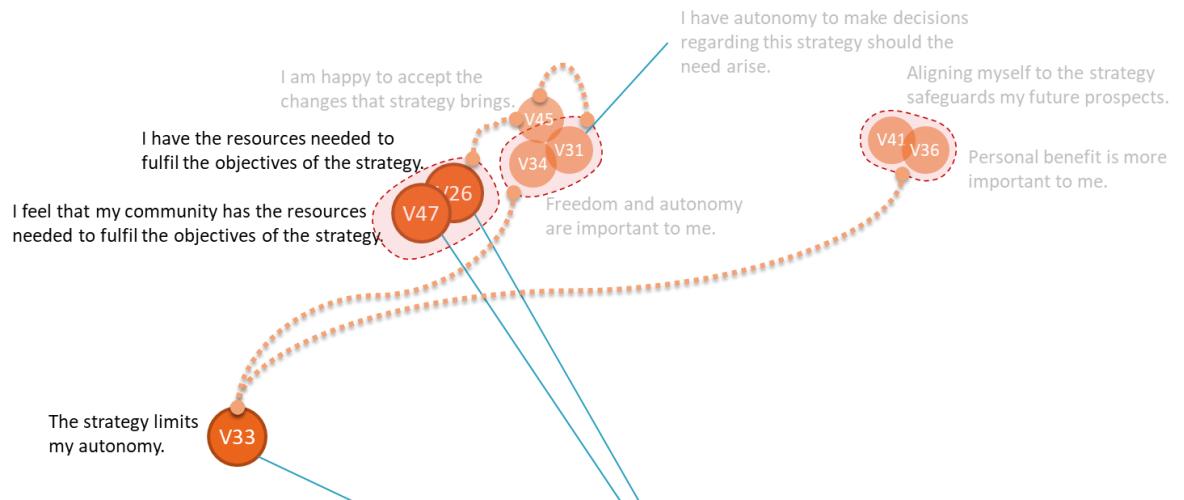 I have autonomy to make decisions
regarding this strategy should the
need arise.
I am happy to accept the
changes that strategy brings.
Aligning myself to the strategy
safeguards my future prospects.
V45
V31
V34
V41
V36
I have the resources needed to
fulfil the objectives of the strategy.
Personal benefit is more
important to me.
V26
V47
I feel that my community has the resources
needed to fulfil the objectives of the strategy.
Freedom and autonomy
are important to me.
The strategy limits
my autonomy.
V33